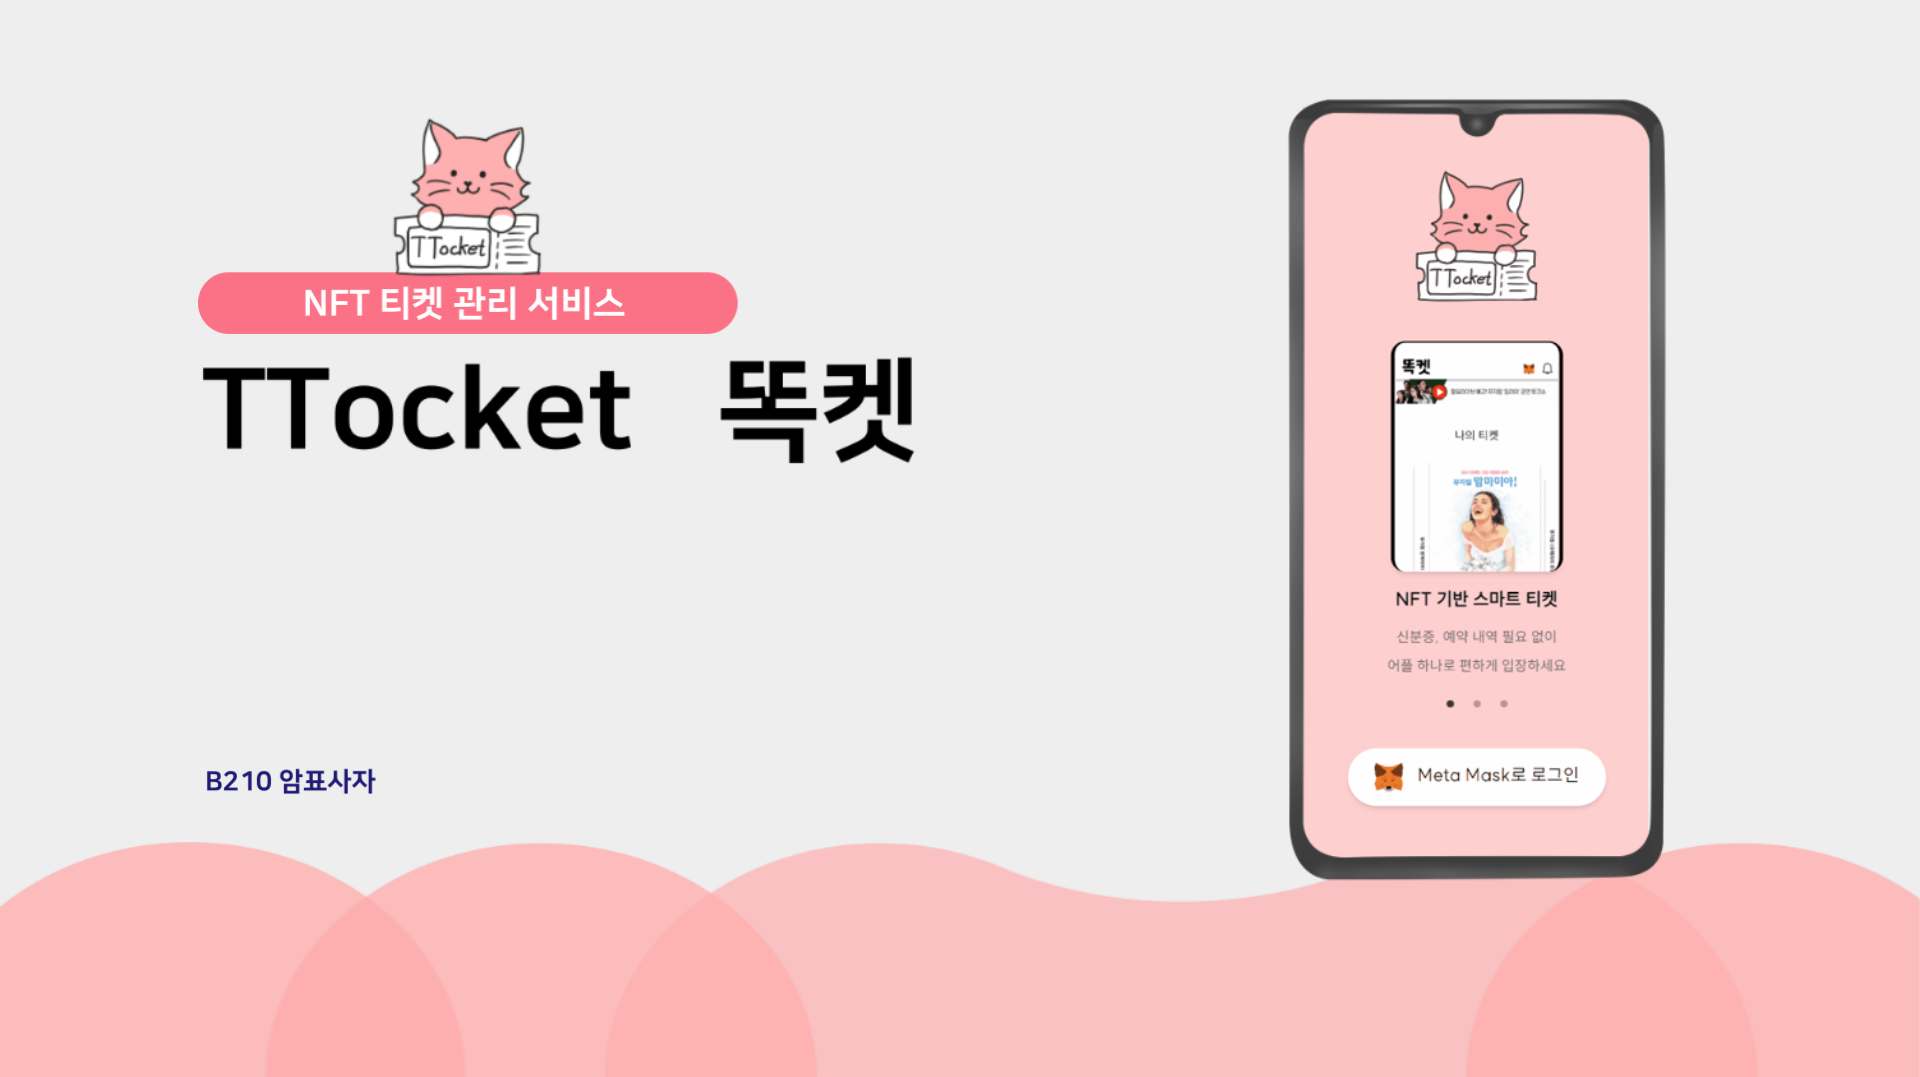 TTocket
NFT 티켓 관리 서비스
TTocket 똑켓
B210 암표사자
TTocket
똑켓
나의 티켓
뮤지컬 맘마미아!
NFT 기반 스마트 티켓
신분증, 예약 내역 필요 없이
어플 하나로 편하게 입장하세요
Meta Mask로 로그인